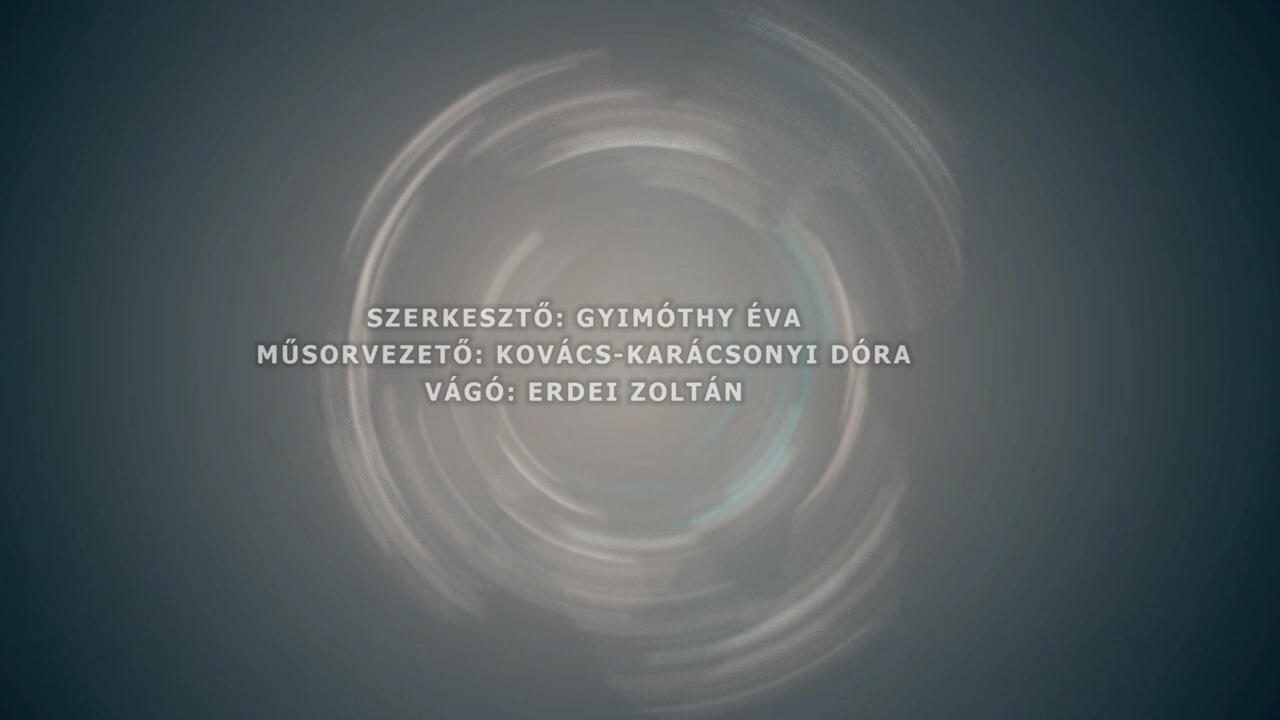 SZERKESZTŐ: GYIMÓTHY ÉVA
MŰSORVEZETŐ: KOVÁCS-KARÁCSONYI DÓRA
VÁGÓ: ERDEI ZOLTÁN